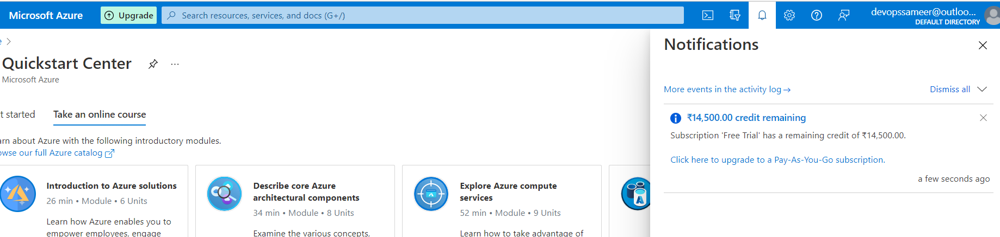 Microsoft Azure
Upgrade
Search resources, services, and docs (G+/)
devopssameer@outloo...
DEFAULT DIRECTORY
Quickstart Center
...
Microsoft Azure
t started
Take an online course
arn about Azure with the following introductory modules.
owse our full Azure catalog
Introduction to Azure solutions
26 min • Module • 6 Units
Learn how Azure enables you to
empower employees, engage
Describe core Azure
architectural components
34 min • Module • 8 Units
Examine the various concepts,
Explore Azure compute
services
52 min • Module • 9 Units
Learn how to take advantage of
Notifications
More events in the activity log→
Dismiss all
₹14,500.00 credit remaining
Subscription 'Free Trial' has a remaining credit of ₹14,500.00.
Click here to upgrade to a Pay-As-You-Go subscription.
a few seconds ago